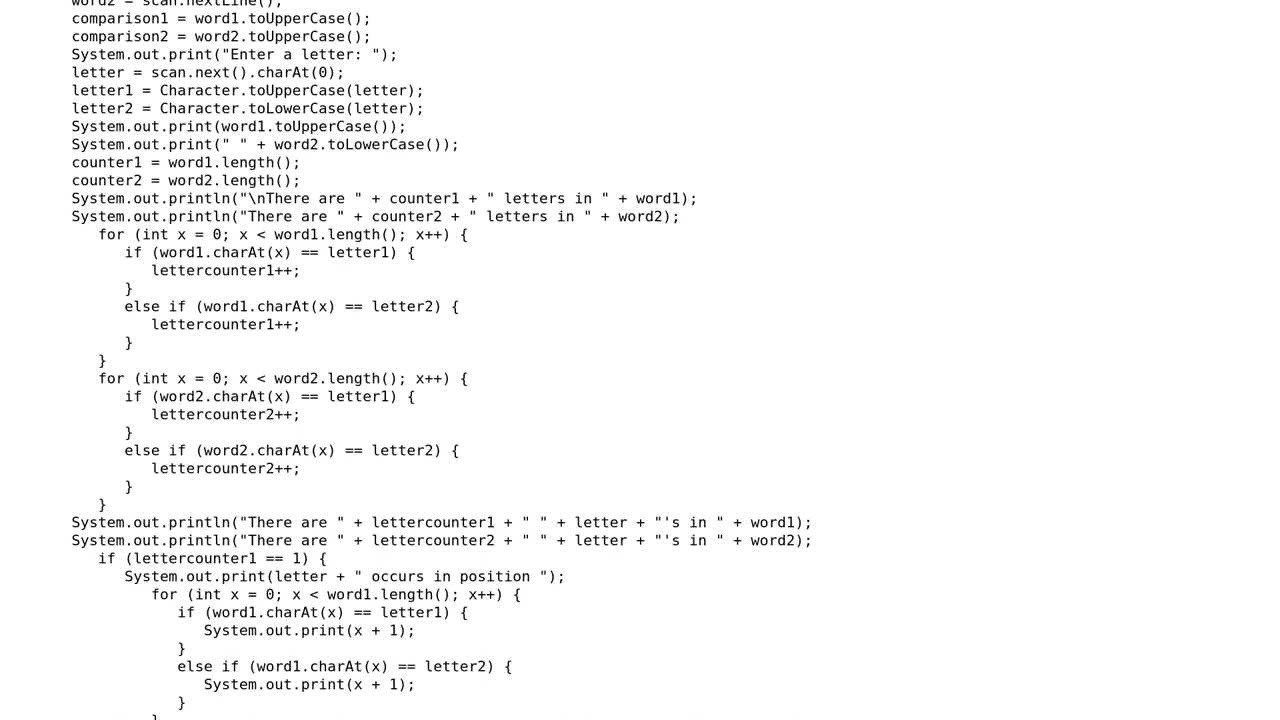 word2 = scan.nextLine();
comparison1 = word1.toUpperCase();
comparison2 = word2.toUpperCase();
System.out.print("Enter a letter: ");
letter = scan.next().charAt(0);
letter1 = Character.toUpperCase(letter);
letter2 = Character.toLowerCase(letter);
System.out.print(word1.toUpperCase());
System.out.print(" " + word2.toLowerCase());
counter1 = word1.length();
counter2 = word2.length();
System.out.println("\nThere are " + counter1 + " letters in " + word1);
System.out.println("There are " + counter2 + " letters in " + word2);
   for (int x = 0; x < word1.length(); x++) {
      if (word1.charAt(x) == letter1) {
         lettercounter1++;
      }
      else if (word1.charAt(x) == letter2) {
         lettercounter1++;
      }
   }
   for (int x = 0; x < word2.length(); x++) {
      if (word2.charAt(x) == letter1) {
         lettercounter2++;
      }
      else if (word2.charAt(x) == letter2) {
         lettercounter2++;
      }
   }
System.out.println("There are " + lettercounter1 + " " + letter + "'s in " + word1);
System.out.println("There are " + lettercounter2 + " " + letter + "'s in " + word2);
   if (lettercounter1 == 1) {
      System.out.print(letter + " occurs in position ");
         for (int x = 0; x < word1.length(); x++) {
            if (word1.charAt(x) == letter1) {
               System.out.print(x + 1);
            }
            else if (word1.charAt(x) == letter2) {
               System.out.print(x + 1);
            }
         }